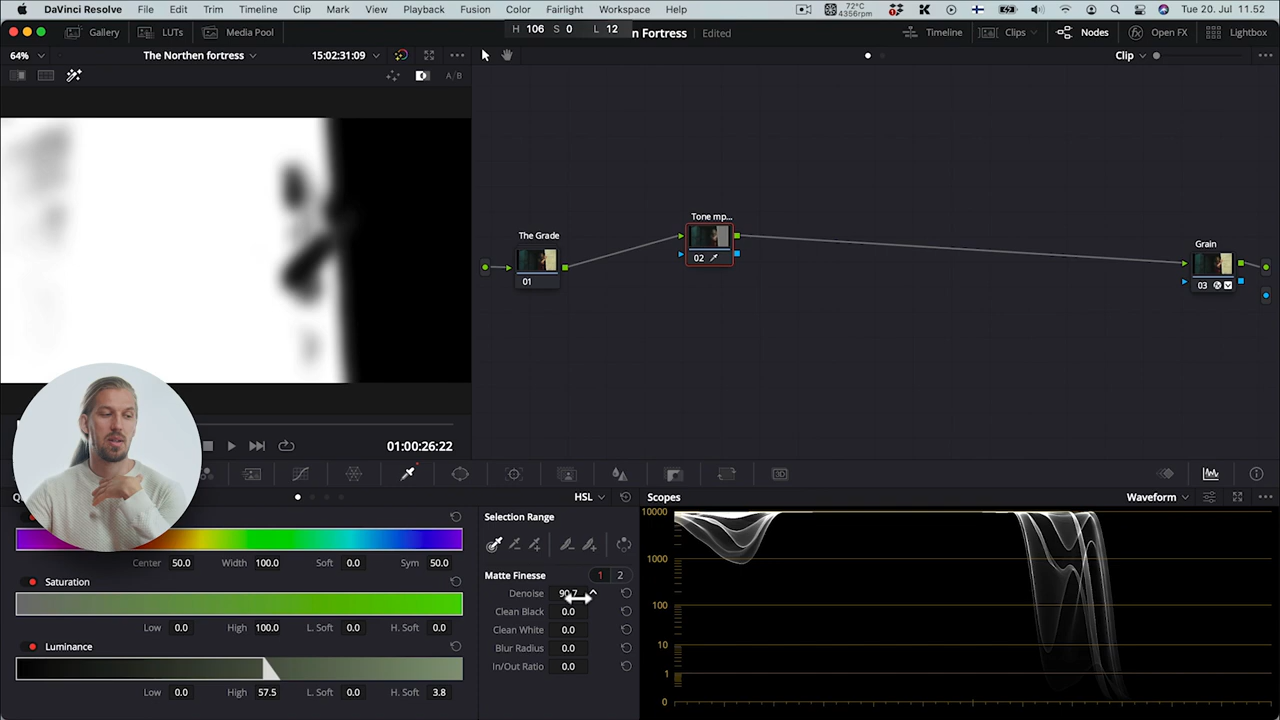 DaVinci Resolve File Edit Trim Timeline Clip Mark View Playback Fusion Color Fairlight Workspace Help 72°C 4356rpm Tue 20. Jul 11.52
Gallery LUTs Media Pool H 106 S 0 L 12 n Fortress Edited Timeline Clips Nodes Open FX Lightbox
64% The Northen fortress 15:02:31:09 Clip
A/B
Tone mp...
02
The Grade
01
Grain
03
01:00:26:22
Q HSL Scopes Waveform
Center 50.0 Width 100.0 Soft 0.0 Sym 50.0
Saturation
Low 0.0 High 100.0 L. Soft 0.0 H. Soft 0.0
Luminance
Low 0.0 High 57.5 L. Soft 0.0 H. Soft 3.8
Selection Range
Matte Finesse 1 2
Denoise 90.7
Clean Black 0.0
Clean White 0.0
Blur Radius 0.0
In/Out Ratio 0.0
10000
1000
100
10
1
0